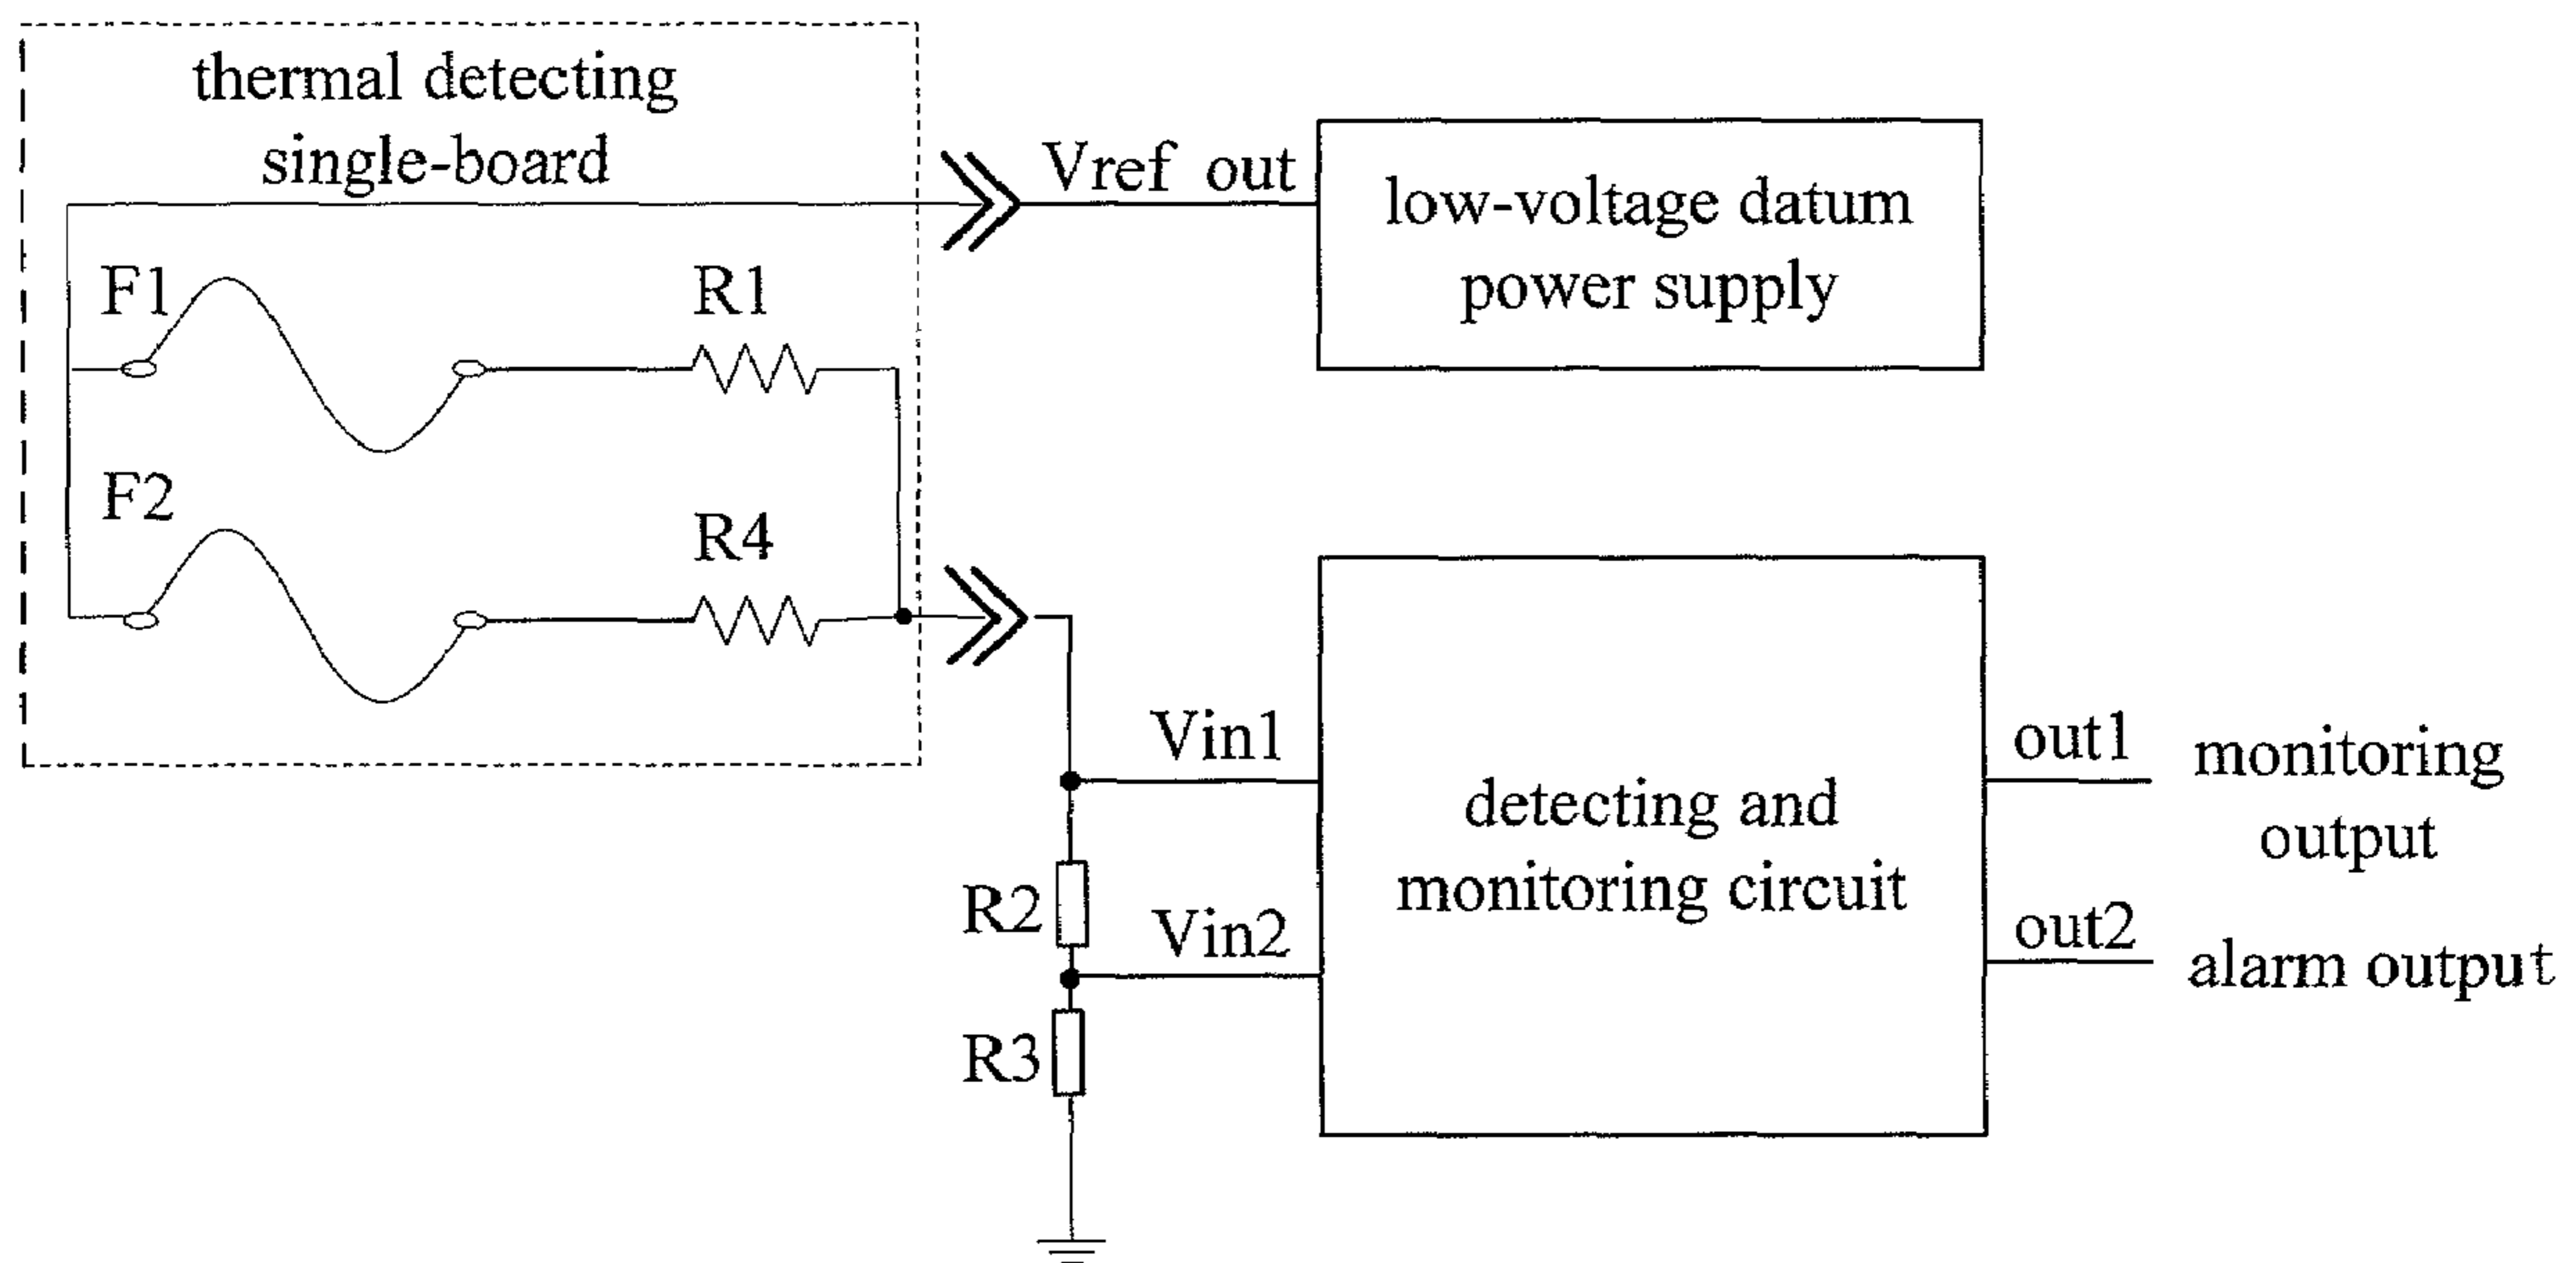 thermal detecting
single-board
Vref out
low-voltage datum
power supply
F1
R1
F2
R4
Vin1
detecting and
monitoring circuit
out1
monitoring
output
R2
Vin2
out2
alarm output
R3